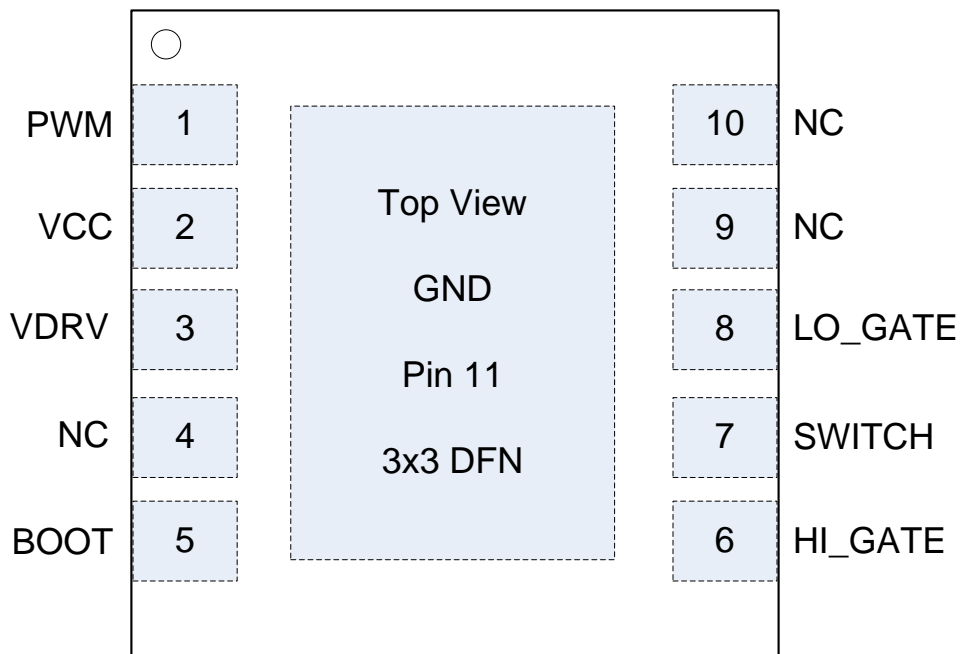 PWM 1 10 NC
Top View
VCC 2 9 NC
GND
VDRV 3 8 LO_GATE
Pin 11
NC 4 7 SWITCH
3x3 DFN
BOOT 5 6 HI_GATE